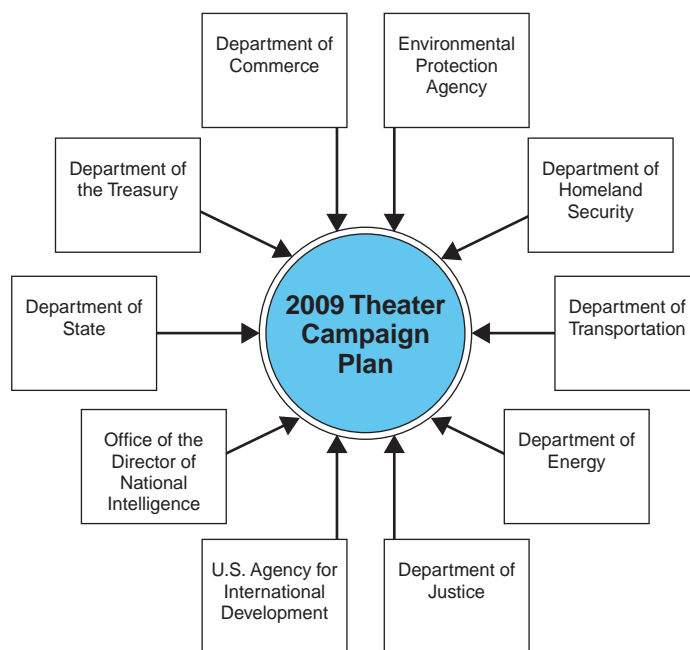 Department of
Commerce
Environmental
Protection
Agency
Department of
the Treasury
Department of
Homeland
Security
2009 Theater
Campaign
Plan
Department of
State
Department of
Transportation
Office of the
Director of
National
Intelligence
Department of
Energy
U.S. Agency for
International
Development
Department of
Justice